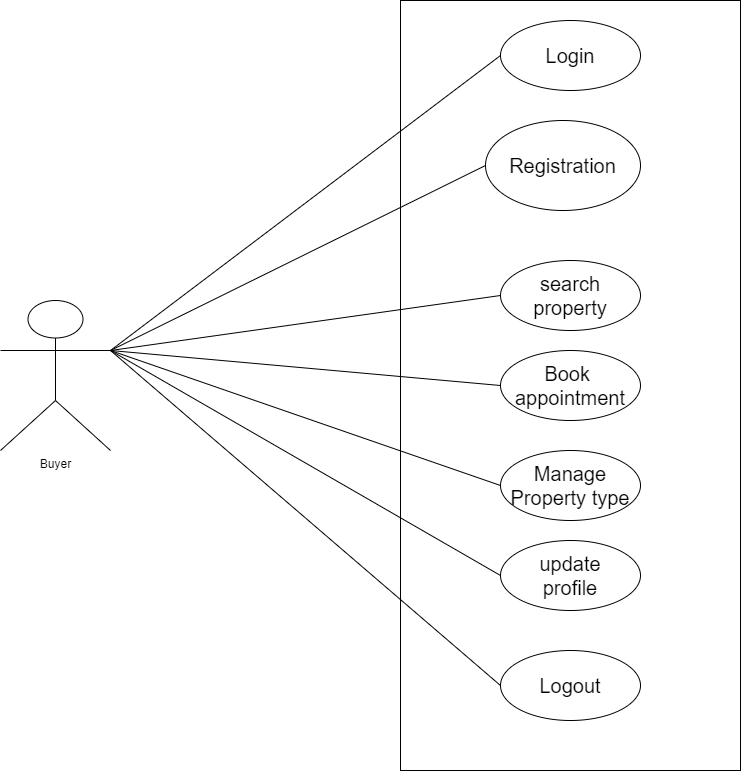 Login
Registration
search
property
Book
appointment
Manage
Property type
update
profile
Logout
Buyer